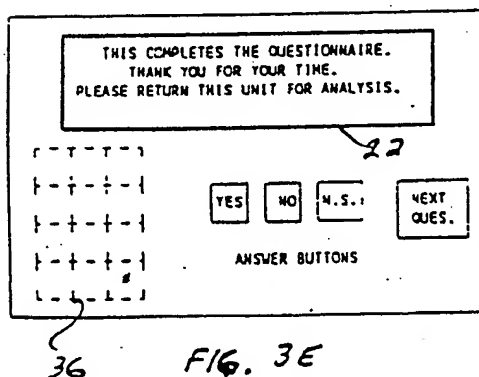 THIS COMPLETES THE QUESTIONNAIRE.
THANK YOU FOR YOUR TIME.
PLEASE RETURN THIS UNIT FOR ANALYSIS.
22
YES NO N.S. NEXT
QUES.
ANSWER BUTTONS
36
FIG. 3E